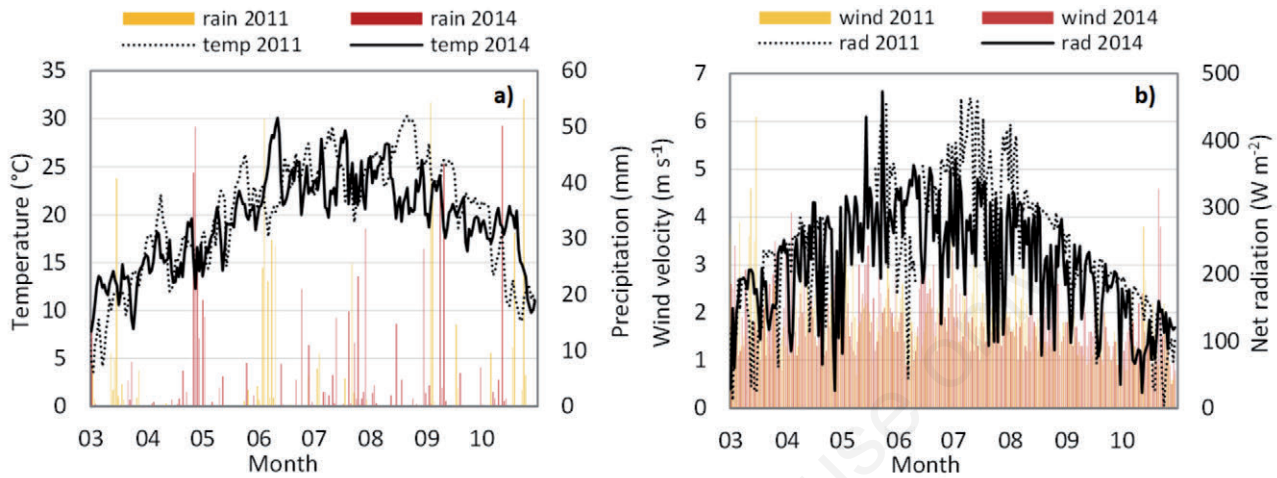 rain 2011 rain 2014
temp 2011 temp 2014
wind 2011 wind 2014
rad 2011 rad 2014
a)
b)
Temperature (°C)
35
30
25
20
15
10
5
0
Precipitation (mm)
60
50
40
30
20
10
0
03 04 05 06 07 08 09 10
Month
Wind velocity (m s-1)
7
6
5
4
3
2
1
0
Net radiation (W m-2)
500
400
300
200
100
0
03 04 05 06 07 08 09 10
Month